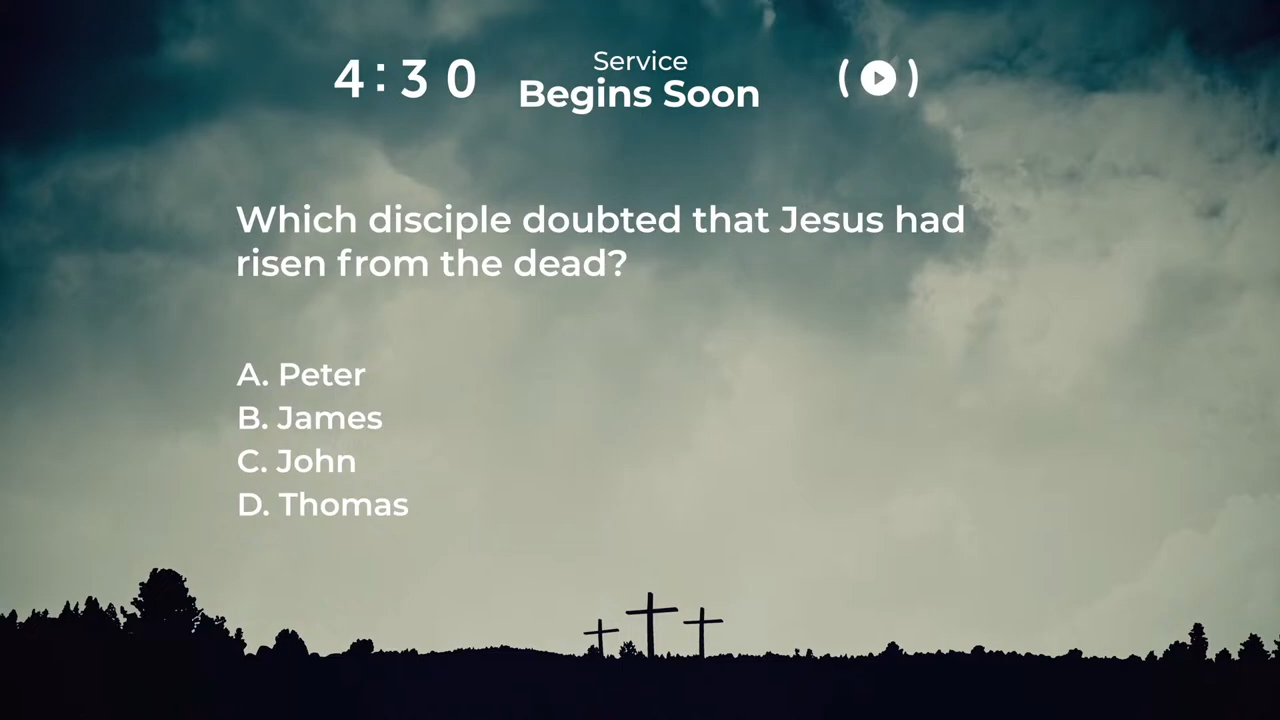 4:30
Service
Begins Soon
Which disciple doubted that Jesus had
risen from the dead?
A. Peter
B. James
C. John
D. Thomas